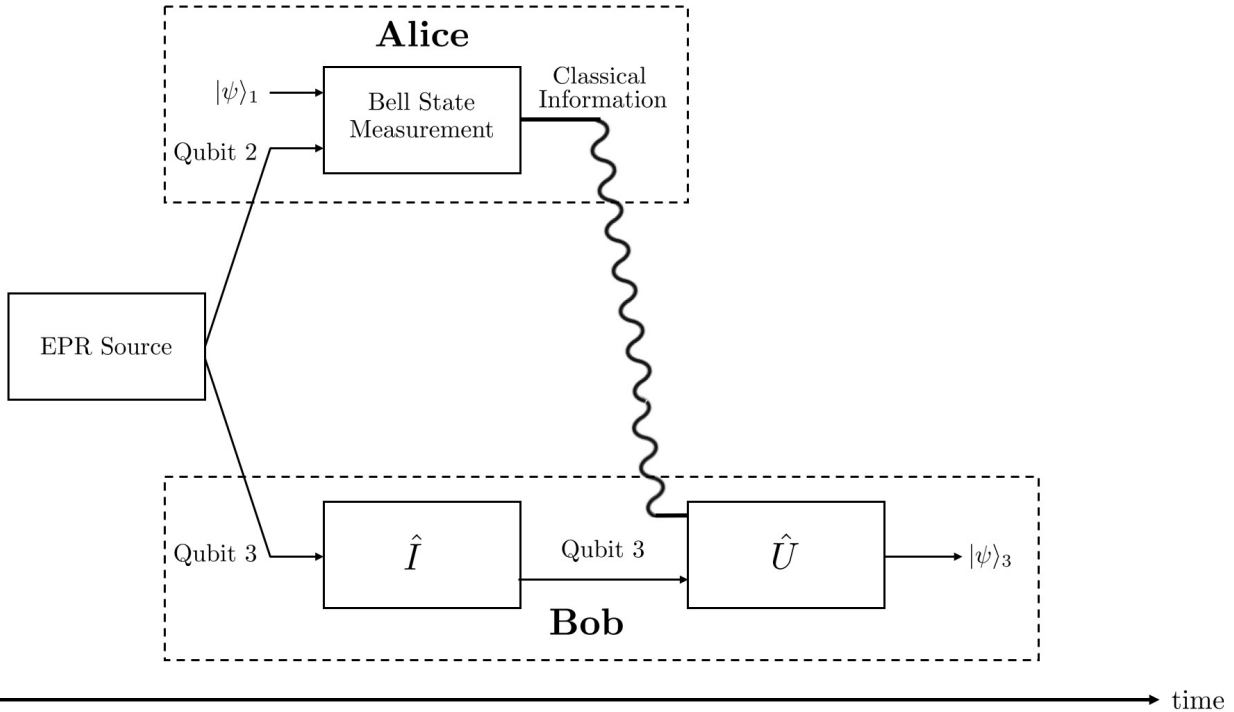 Alice
|ψ⟩₁
Bell State
Measurement
Classical
Information
Qubit 2
EPR Source
Qubit 3
Î
Qubit 3
Û
|ψ⟩₃
Bob
time